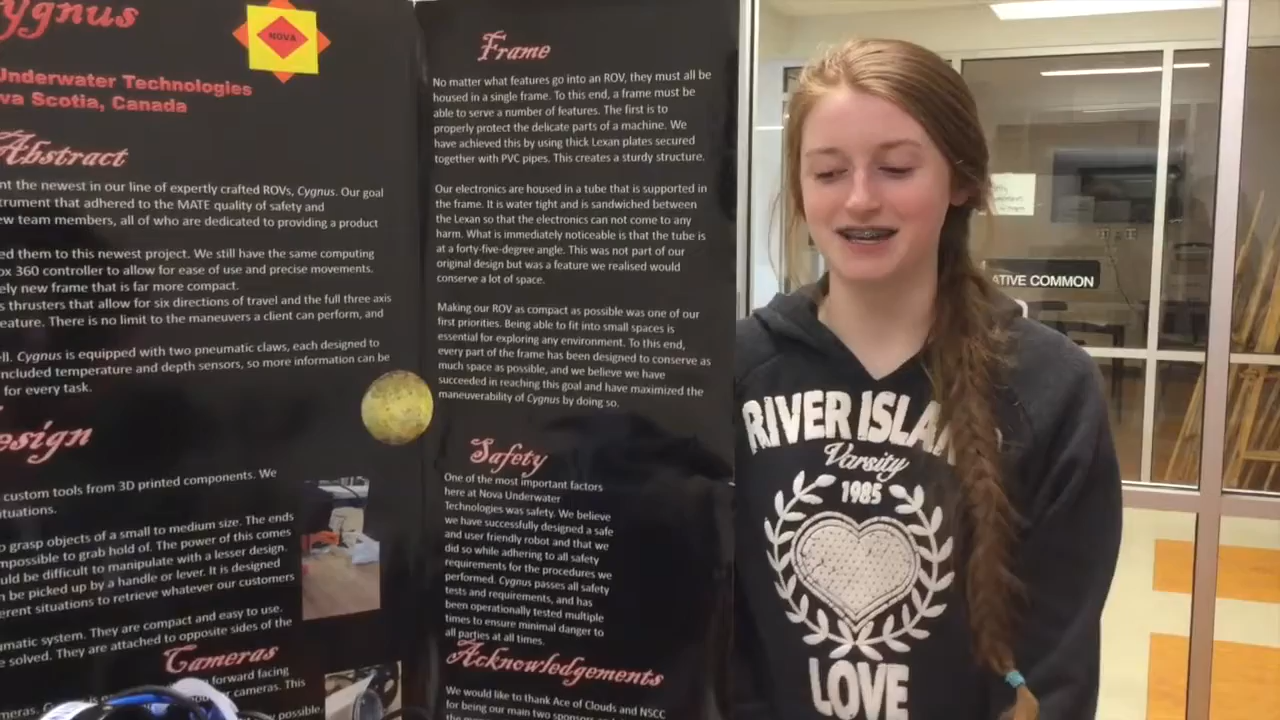 ygnus
NOVA
Underwater Technologies
va Scotia, Canada
Abstract
nt the newest in our line of expertly crafted ROVs, Cygnus. Our goal
trument that adhered to the MATE quality of safety and
ew team members, all of who are dedicated to providing a product
ed them to this newest project. We still have the same computing
ox 360 controller to allow for ease of use and precise movements.
ely new frame that is far more compact.
s thrusters that allow for six directions of travel and the full three axis
eature. There is no limit to the maneuvers a client can perform, and
ll. Cygnus is equipped with two pneumatic claws, each designed to
ncluded temperature and depth sensors, so more information can be
for every task.
esign
custom tools from 3D printed components. We
ituations.
o grasp objects of a small to medium size. The ends
mpossible to grab hold of. The power of this comes
uld be difficult to manipulate with a lesser design.
n be picked up by a handle or lever. It is designed
erent situations to retrieve whatever our customers
umatic system. They are compact and easy to use.
e solved. They are attached to opposite sides of the
Cameras
forward facing
cameras. This
possible.
Frame
No matter what features go into an ROV, they must all be
housed in a single frame. To this end, a frame must be
able to serve a number of features. The first is to
properly protect the delicate parts of a machine. We
have achieved this by using thick Lexan plates secured
together with PVC pipes. This creates a sturdy structure.
Our electronics are housed in a tube that is supported in
the frame. It is water tight and is sandwiched between
the Lexan so that the electronics can not come to any
harm. What is immediately noticeable is that the tube is
at a forty-five-degree angle. This was not part of our
original design but was a feature we realised would
conserve a lot of space.
Making our ROV as compact as possible was one of our
first priorities. Being able to fit into small spaces is
essential for exploring any environment. To this end,
every part of the frame has been designed to conserve as
much space as possible, and we believe we have
succeeded in reaching this goal and have maximized the
maneuverability of Cygnus by doing so.
Safety
One of the most important factors
here at Nova Underwater
Technologies was safety. We believe
we have successfully designed a safe
and user friendly robot and that we
did so while adhering to all safety
requirements for the procedures we
performed. Cygnus passes all safety
tests and requirements, and has
been operationally tested multiple
times to ensure minimal danger to
all parties at all times.
Acknowledgements
We would like to thank Ace of Clouds and NSCC
for being our main two sponsors
ATIVE COMMON
RIVER ISLA
Varsity
1985
LOVE